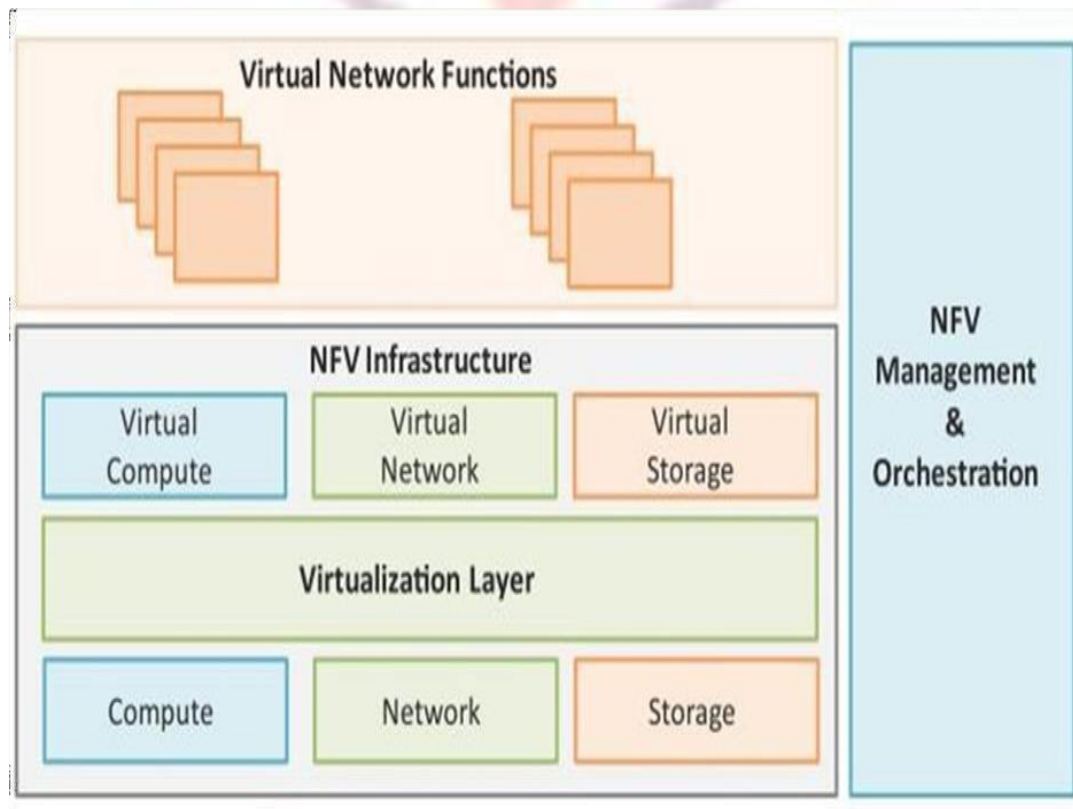 Virtual Network Functions
NFV Infrastructure
Virtual
Compute
Virtual
Network
Virtual
Storage
Virtualization Layer
Compute
Network
Storage
NFV
Management
&
Orchestration